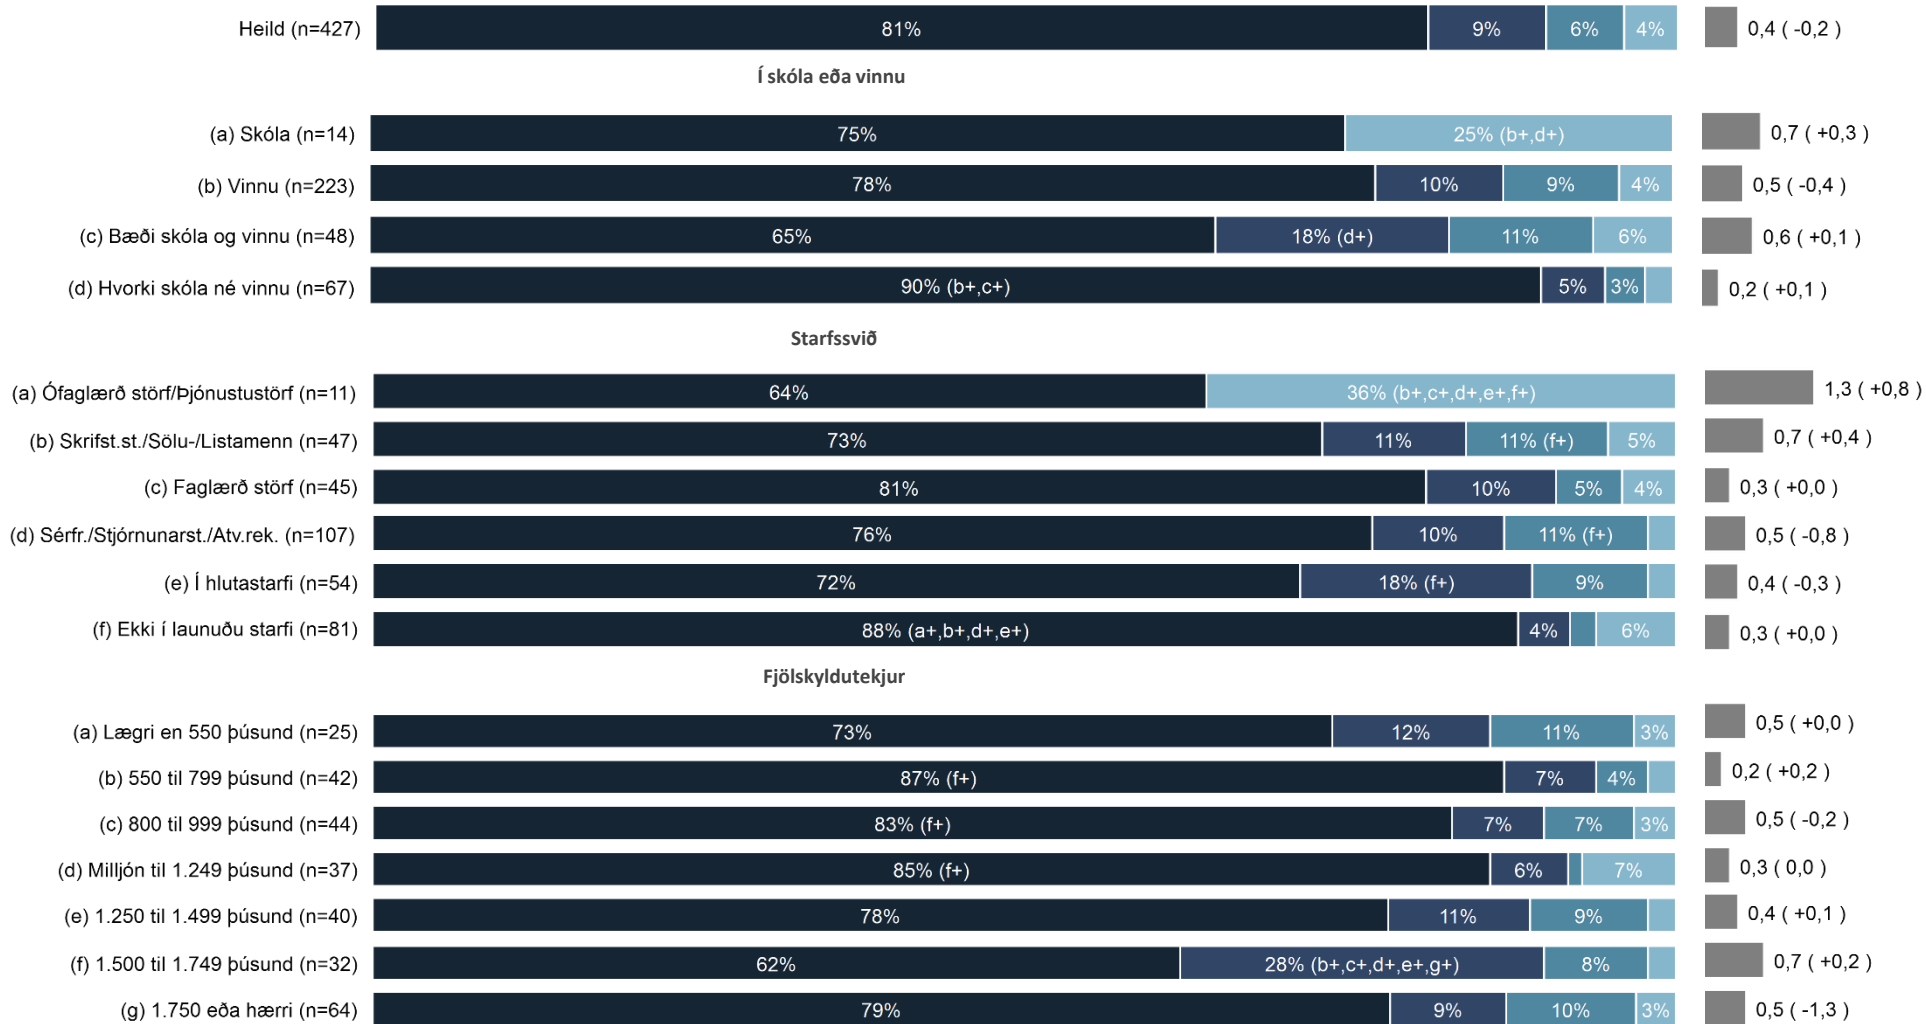 Heild (n=427) 81% 9% 6% 4% 0,4 ( -0,2 )
Í skóla eða vinnu
(a) Skóla (n=14) 75% 25% (b+,d+) 0,7 ( +0,3 )
(b) Vinnu (n=223) 78% 10% 9% 4% 0,5 ( -0,4 )
(c) Bæði skóla og vinnu (n=48) 65% 18% (d+) 11% 6% 0,6 ( +0,1 )
(d) Hvorki skóla né vinnu (n=67) 90% (b+,c+) 5% 3% 0,2 ( +0,1 )
Starfssvið
(a) Ófaglærð störf/Þjónustustörf (n=11) 64% 36% (b+,c+,d+,e+,f+) 1,3 ( +0,8 )
(b) Skrifst.st./Sölu-/Listamenn (n=47) 73% 11% 11% (f+) 5% 0,7 ( +0,4 )
(c) Faglærð störf (n=45) 81% 10% 5% 4% 0,3 ( +0,0 )
(d) Sérfr./Stjórnunarst./Atv.rek. (n=107) 76% 10% 11% (f+) 0,5 ( -0,8 )
(e) Í hlutastarfi (n=54) 72% 18% (f+) 9% 0,4 ( -0,3 )
(f) Ekki í launuðu starfi (n=81) 88% (a+,b+,d+,e+) 4% 6% 0,3 ( +0,0 )
Fjölskyldutekjur
(a) Lægri en 550 þúsund (n=25) 73% 12% 11% 3% 0,5 ( +0,0 )
(b) 550 til 799 þúsund (n=42) 87% (f+) 7% 4% 0,2 ( +0,2 )
(c) 800 til 999 þúsund (n=44) 83% (f+) 7% 7% 3% 0,5 ( -0,2 )
(d) Milljón til 1.249 þúsund (n=37) 85% (f+) 6% 7% 0,3 ( 0,0 )
(e) 1.250 til 1.499 þúsund (n=40) 78% 11% 9% 0,4 ( +0,1 )
(f) 1.500 til 1.749 þúsund (n=32) 62% 28% (b+,c+,d+,e+,g+) 8% 0,7 ( +0,2 )
(g) 1.750 eða hærri (n=64) 79% 9% 10% 3% 0,5 ( -1,3 )